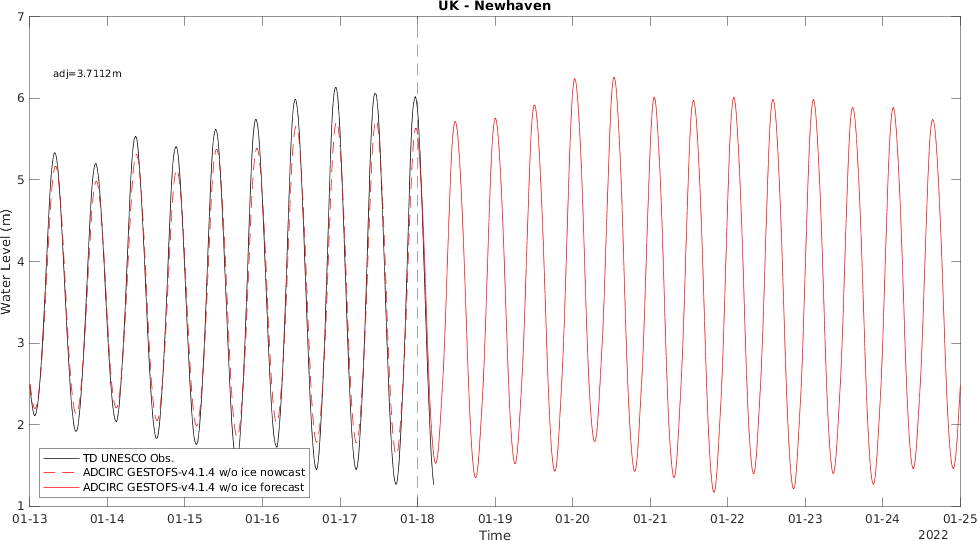 UK - Newhaven
adj=3.7112m
7
6
5
4
3
2
1
Water Level (m)
TD UNESCO Obs.
ADCIRC GESTOFS-v4.1.4 w/o ice nowcast
ADCIRC GESTOFS-v4.1.4 w/o ice forecast
01-13 01-14 01-15 01-16 01-17 01-18 01-19 01-20 01-21 01-22 01-23 01-24 01-25
Time
2022